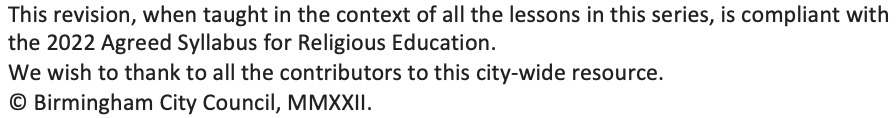 This revision, when taught in the context of all the lessons in this series, is compliant with
the 2022 Agreed Syllabus for Religious Education.
We wish to thank to all the contributors to this city-wide resource.
© Birmingham City Council, MMXXII.